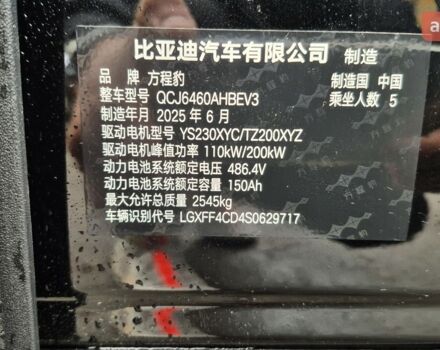 比亚迪汽车有限公司 制造
品 牌 方程豹 制造国 中国
整车型号 QCJ6460AHBEV3 乘坐人数 5
制造年月 2025 年 6 月
驱动电机型号 YS230XYC/TZ200XYZ
驱动电机峰值功率 110kW/200kW
动力电池系统额定电压 486.4V
动力电池系统额定容量 150Ah
最大允许总质量 2545kg
车辆识别代号 LGXFF4CD4S0629717